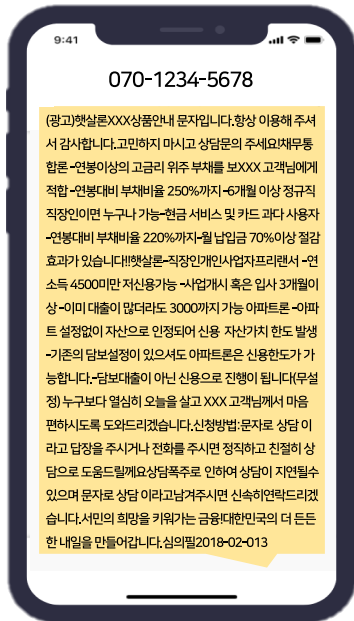 9:41
070-1234-5678
(광고)햇살론XXX상품안내 문자입니다.항상 이용해 주셔
서 감사합니다.고민하지 마시고 상담문의 주세요!채무통
합론-연봉이상의 고금리 위주 부채를 보XXX 고객님에게
적합-연봉대비 부채비율 250%까지-6개월 이상 정규직
직장인이면 누구나 가능-현금 서비스 및 카드 과다 사용자
-연봉대비 부채비율 220%까지-월 납입금 70%이상 절감
효과가 있습니다!!햇살론-직장인개인사업자프리랜서 -연
소득 4500미만 저신용가능 -사업개시 혹은 입사 3개월이
상-이미 대출이 많더라도 3000까지 가능 아파트론-아파
트 설정없이 자산으로 인정되어 신용 자산가치 한도 발생
-기존의 담보설정이 있으셔도 아파트론은 신용한도가 가
능합니다.-담보대출이 아닌 신용으로 진행이 됩니다(무설
정) 누구보다 열심히 오늘을 살고 XXX 고객님께서 마음
편하시도록 도와드리겠습니다.신청방법:문자로 상담 이
라고 답장을 주시거나 전화를 주시면 정직하고 친절히 상
담으로 도움드릴께요상담폭주로 인하여 상담이 지연될수
있으며 문자로 상담 이라고남겨주시면 신속히연락드리겠
습니다.서민의 희망을 키워가는 금융!대한민국의 더 든든
한 내일을 만들어갑니다.심의필2018-02-013